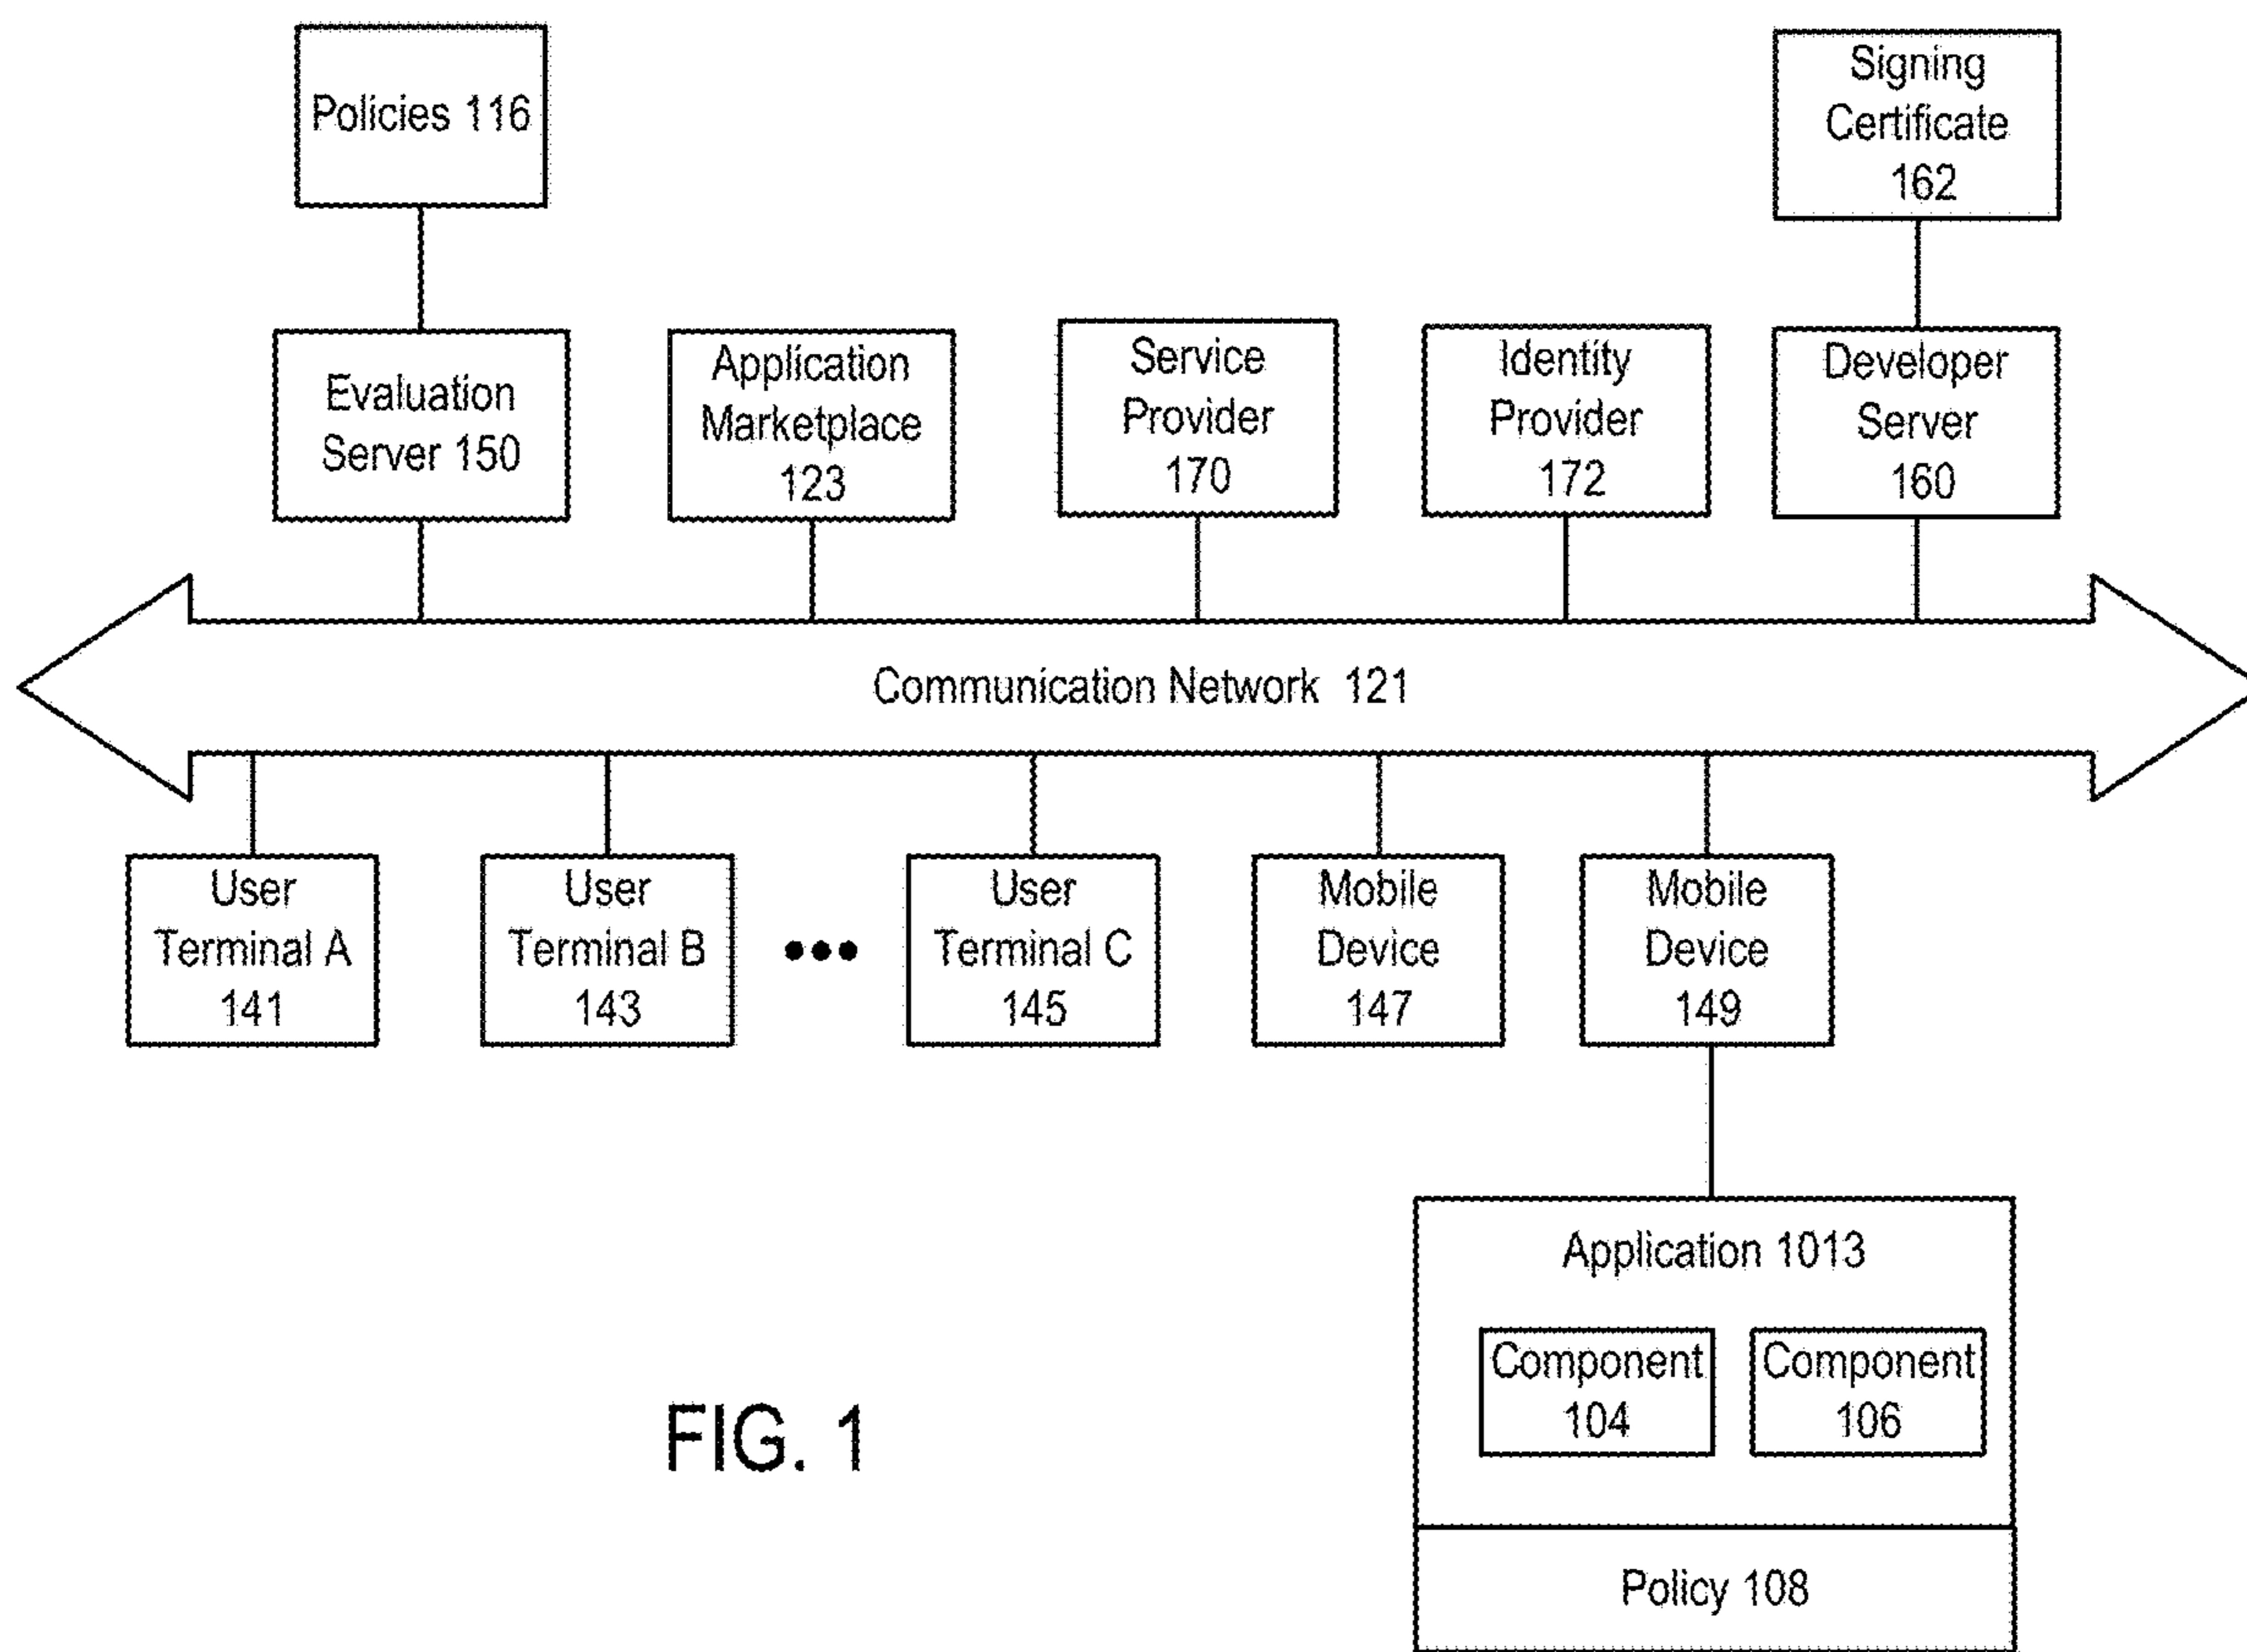 Policies 116
Signing
Certificate
162
Evaluation
Server 150
Application
Marketplace
123
Service
Provider
170
Identity
Provider
172
Developer
Server
160
Communication Network 121
User
Terminal A
141
User
Terminal B
143
•••
User
Terminal C
145
Mobile
Device
147
Mobile
Device
149
Application 1013
Component
104
Component
106
Policy 108
FIG. 1